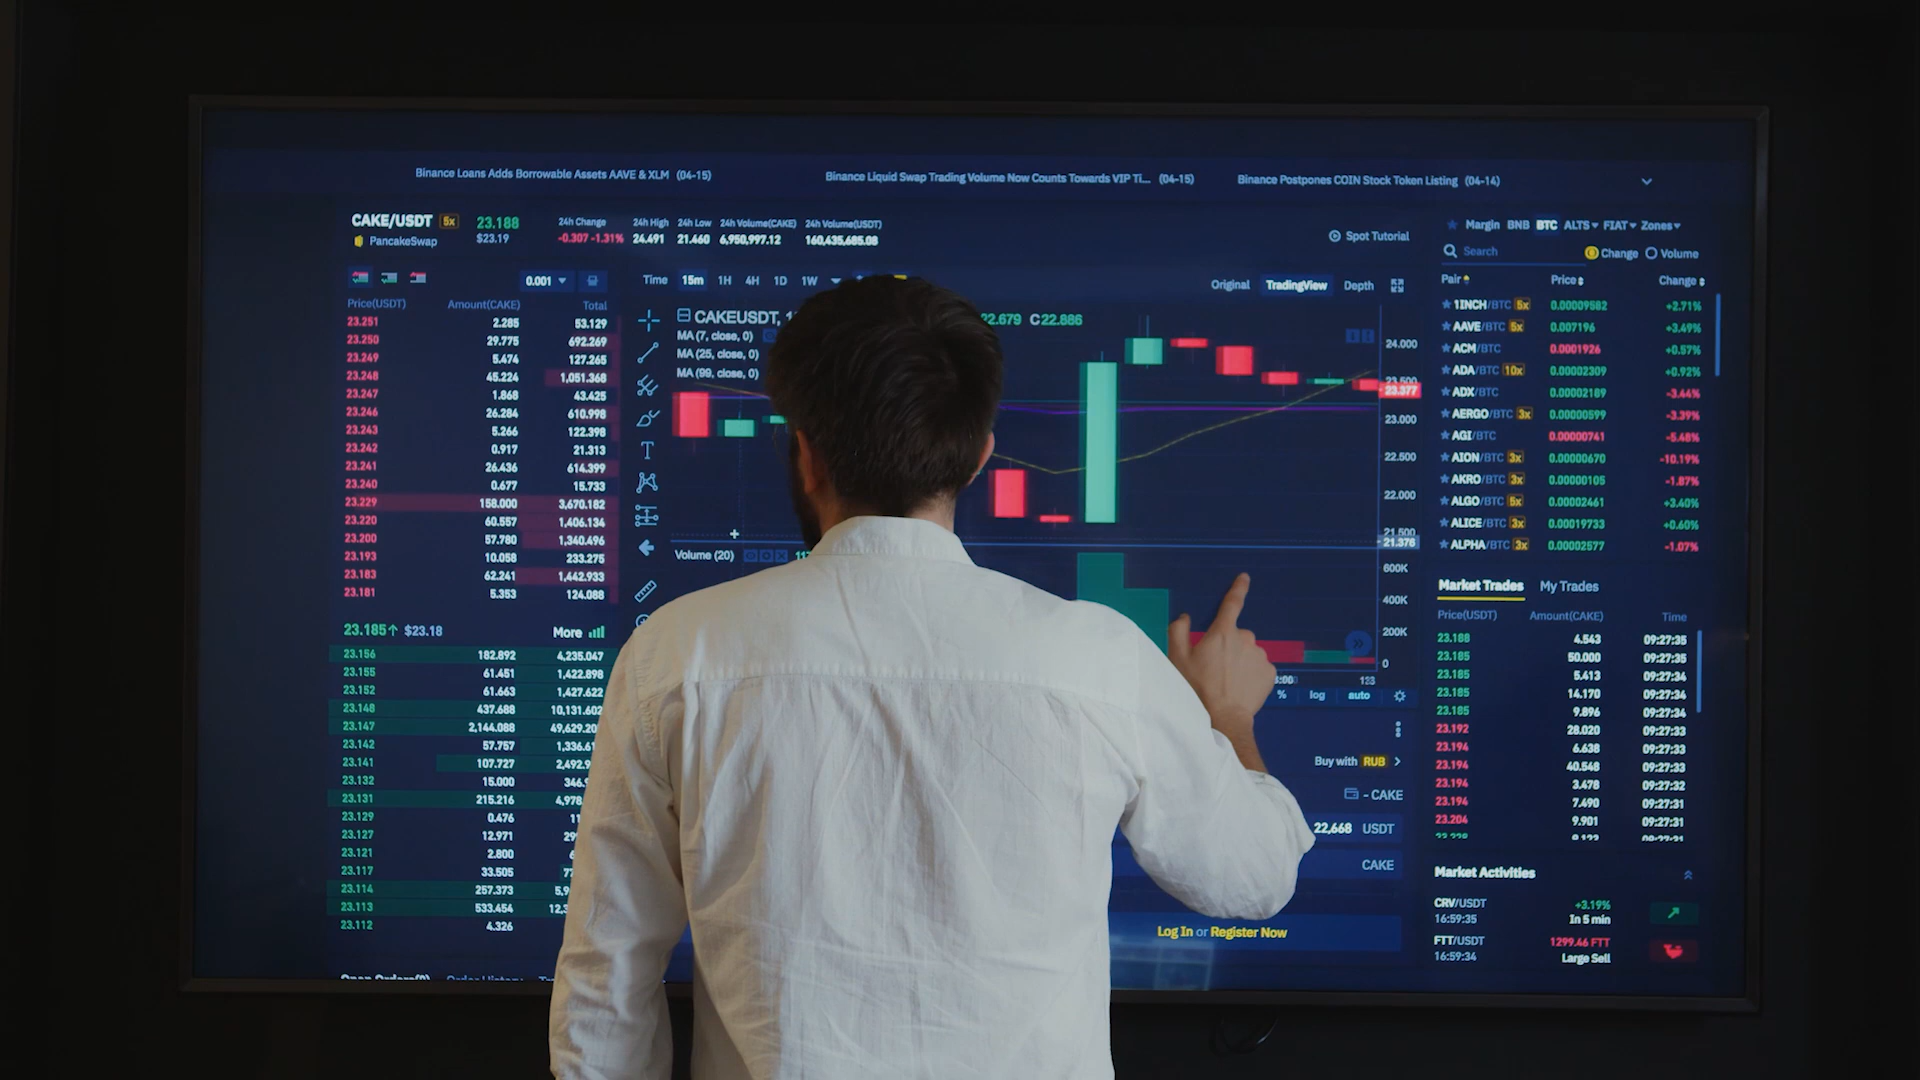 Binance Loans Adds Borrowable Assets AAVE & XLM (04-15)
Binance Liquid Swap Trading Volume Now Counts Towards VIP Ti... (04-15)
Binance Postpones COIN Stock Token Listing (04-14)
CAKE/USDT 5x 23.188
PancakeSwap $23.19
24h Change 24h High 24h Low 24h Volume(CAKE) 24h Volume(USDT)
-0.307 -1.31% 24.491 21.460 6,950,997.12 160,435,685.08
Spot Tutorial
0.001
Price(USDT) Amount(CAKE) Total
23.251 2.285 53.129
23.250 29.775 692.269
23.249 5.474 127.265
23.248 45.224 1,051.368
23.247 1.868 43.425
23.246 26.284 610.998
23.243 5.266 122.398
23.242 0.917 21.313
23.241 26.436 614.399
23.240 0.677 15.733
23.229 158.000 3,670.182
23.220 60.557 1,406.134
23.200 57.780 1,340.496
23.193 10.058 233.275
23.183 62.241 1,442.933
23.181 5.353 124.088
23.185↑ $23.18 More
23.156 182.892 4,235.047
23.155 61.451 1,422.898
23.152 61.663 1,427.622
23.148 437.688 10,131.602
23.147 2,144.088 49,629.20
23.142 57.757 1,336.6
23.141 107.727 2,492.9
23.132 15.000 346.
23.131 215.216 4,978
23.129 0.476 11
23.127 12.971 29
23.121 2.800
23.117 33.505 77
23.114 257.373 5,9
23.113 533.454 12,3
23.112 4.326
Time 15m 1H 4H 1D 1W
Original TradingView Depth
CAKEUSDT, 22.679 C22.886
MA (7, close, 0)
MA (25, close, 0)
MA (99, close, 0)
24.000
23.500
23.377
23.000
22.500
22.000
21.500
21.378
Volume (20)
600K
400K
200K
0
:00 123
% log auto
Buy with RUB
- CAKE
22,668 USDT
CAKE
Log In or Register Now
Margin BNB BTC ALTS FIAT Zones
Search Change Volume
Pair Price Change
1INCH/BTC 5x 0.00009582 +2.71%
AAVE/BTC 5x 0.007196 +3.49%
ACM/BTC 0.0001926 +0.57%
ADA/BTC 10x 0.00002309 +0.92%
ADX/BTC 0.00002189 -3.44%
AERGO/BTC 3x 0.00000599 -3.39%
AGI/BTC 0.00000741 -5.48%
AION/BTC 3x 0.00000670 -10.19%
AKRO/BTC 3x 0.00000105 -1.87%
ALGO/BTC 5x 0.00002461 +3.40%
ALICE/BTC 3x 0.00019733 +0.60%
ALPHA/BTC 3x 0.00002577 -1.07%
Market Trades My Trades
Price(USDT) Amount(CAKE) Time
23.188 4.543 09:27:35
23.185 50.000 09:27:35
23.185 5.413 09:27:34
23.185 14.170 09:27:34
23.185 9.896 09:27:34
23.192 28.020 09:27:33
23.194 6.638 09:27:33
23.194 40.548 09:27:33
23.194 3.478 09:27:32
23.194 7.490 09:27:31
23.204 9.901 09:27:31
Market Activities
CRV/USDT +3.19%
16:59:35 In 5 min
FTT/USDT 1299.46 FTT
16:59:34 Large Sell